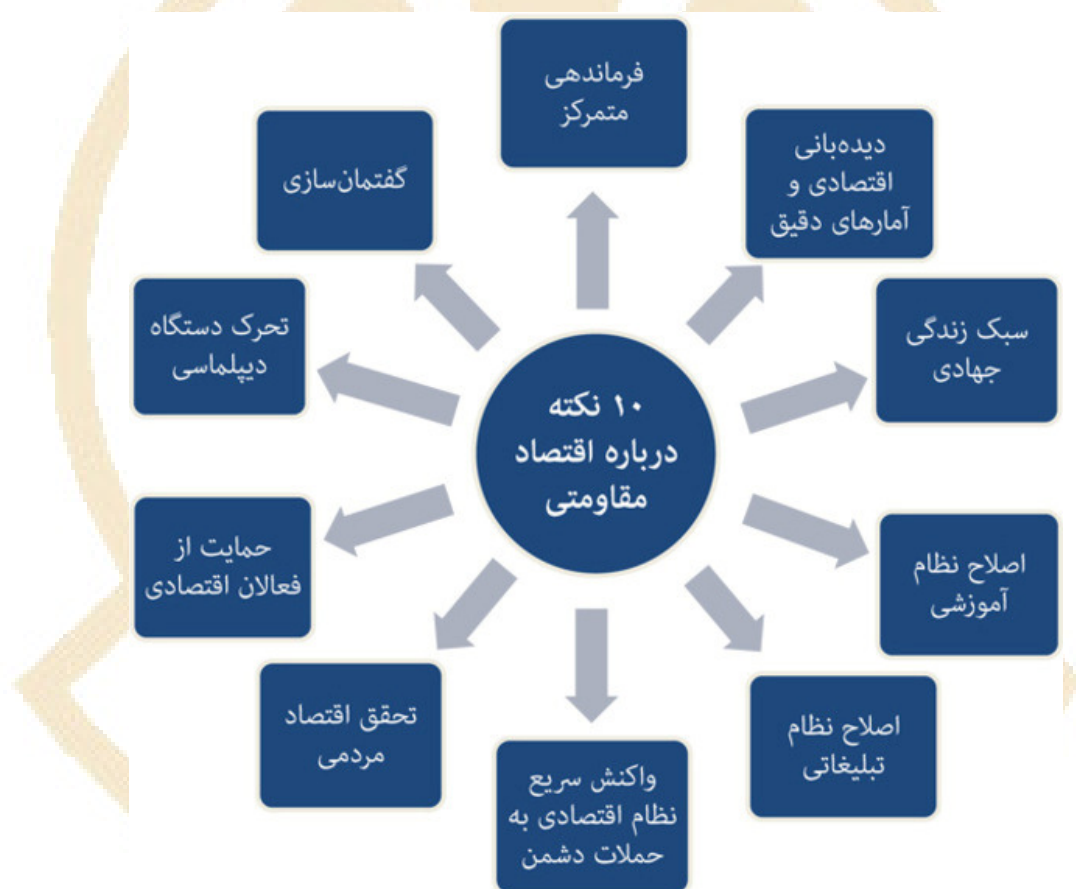 فرماندهی
متمرکز
دیده‌بانی
اقتصادی و
آمارهای دقیق
سبک زندگی
جهادی
اصلاح نظام
آموزشی
اصلاح نظام
تبلیغاتی
واکنش سریع
نظام اقتصادی به
حملات دشمن
تحقق اقتصاد
مردمی
حمایت از
فعالان اقتصادی
تحرک دستگاه
دیپلماسی
گفتمان‌سازی
۱۰ نکته
درباره اقتصاد
مقاومتی